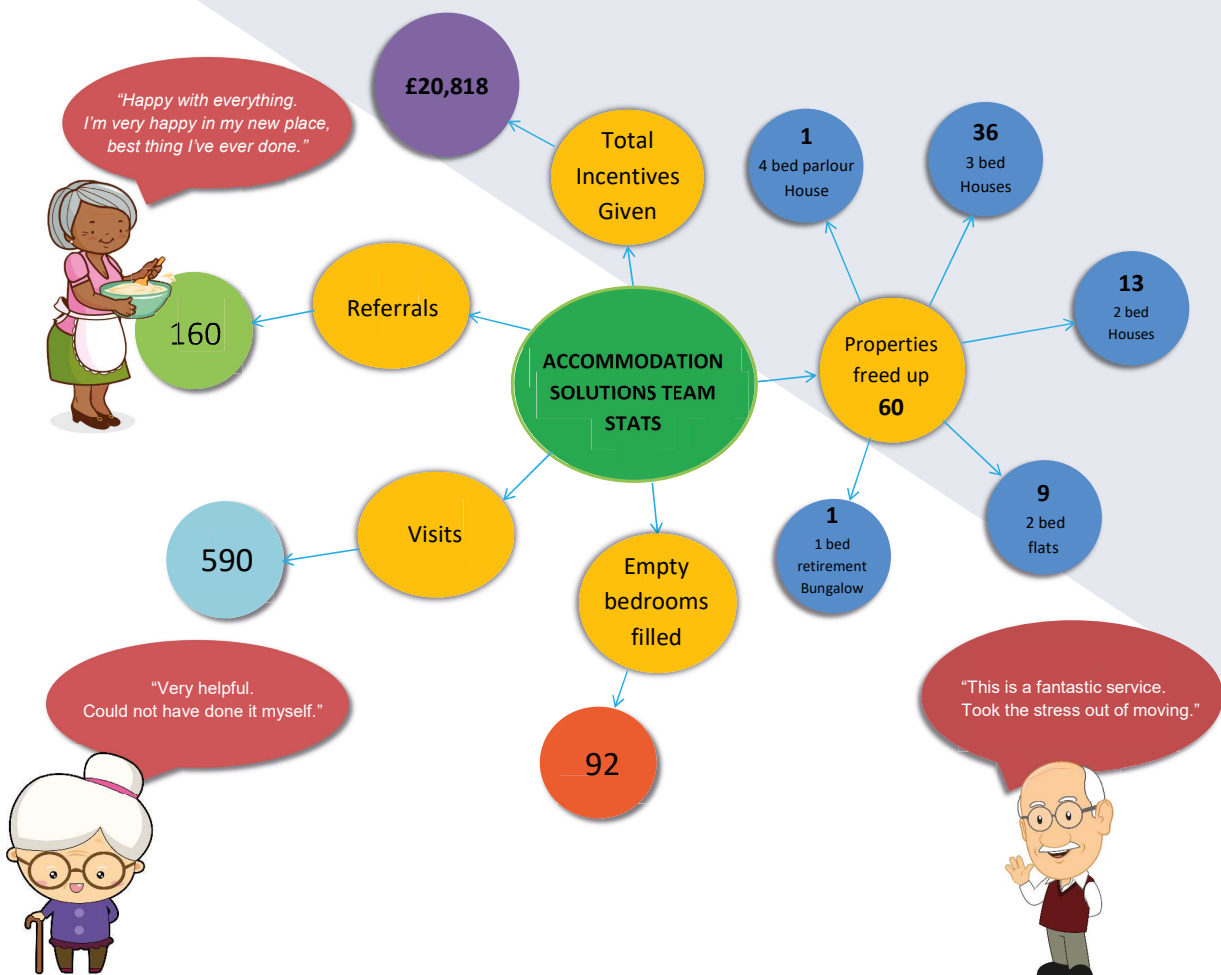 £20,818
“Happy with everything.
I’m very happy in my new place,
best thing I’ve ever done.”
Total
Incentives
Given
1
4 bed parlour
House
36
3 bed
Houses
Referrals
160
13
2 bed
Houses
ACCOMMODATION
SOLUTIONS TEAM
STATS
Properties
freed up
60
Visits
590
Empty
bedrooms
filled
1
1 bed
retirement
Bungalow
9
2 bed
flats
“Very helpful.
Could not have done it myself.”
92
“This is a fantastic service.
Took the stress out of moving.”